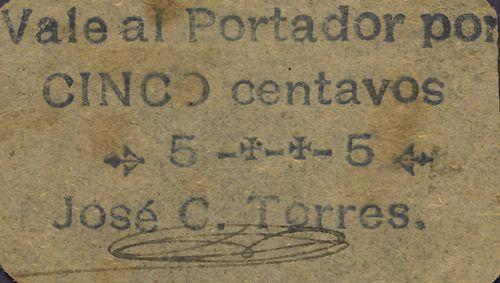 Vale al Portador por
CINCO centavos
5 -+-+- 5
José C. Torres.